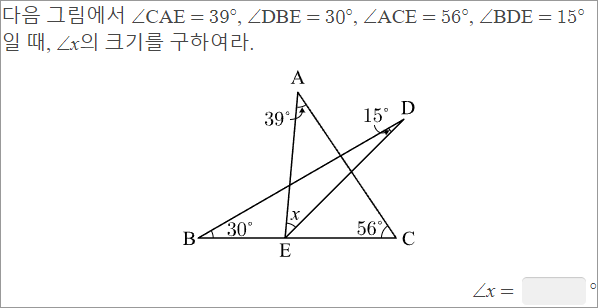 다음 그림에서 ∠CAE = 39°, ∠DBE = 30°, ∠ACE = 56°, ∠BDE = 15°
일 때, ∠x의 크기를 구하여라.
A
39°
15°
D
x
B
30°
56°
C
E
∠x =
°